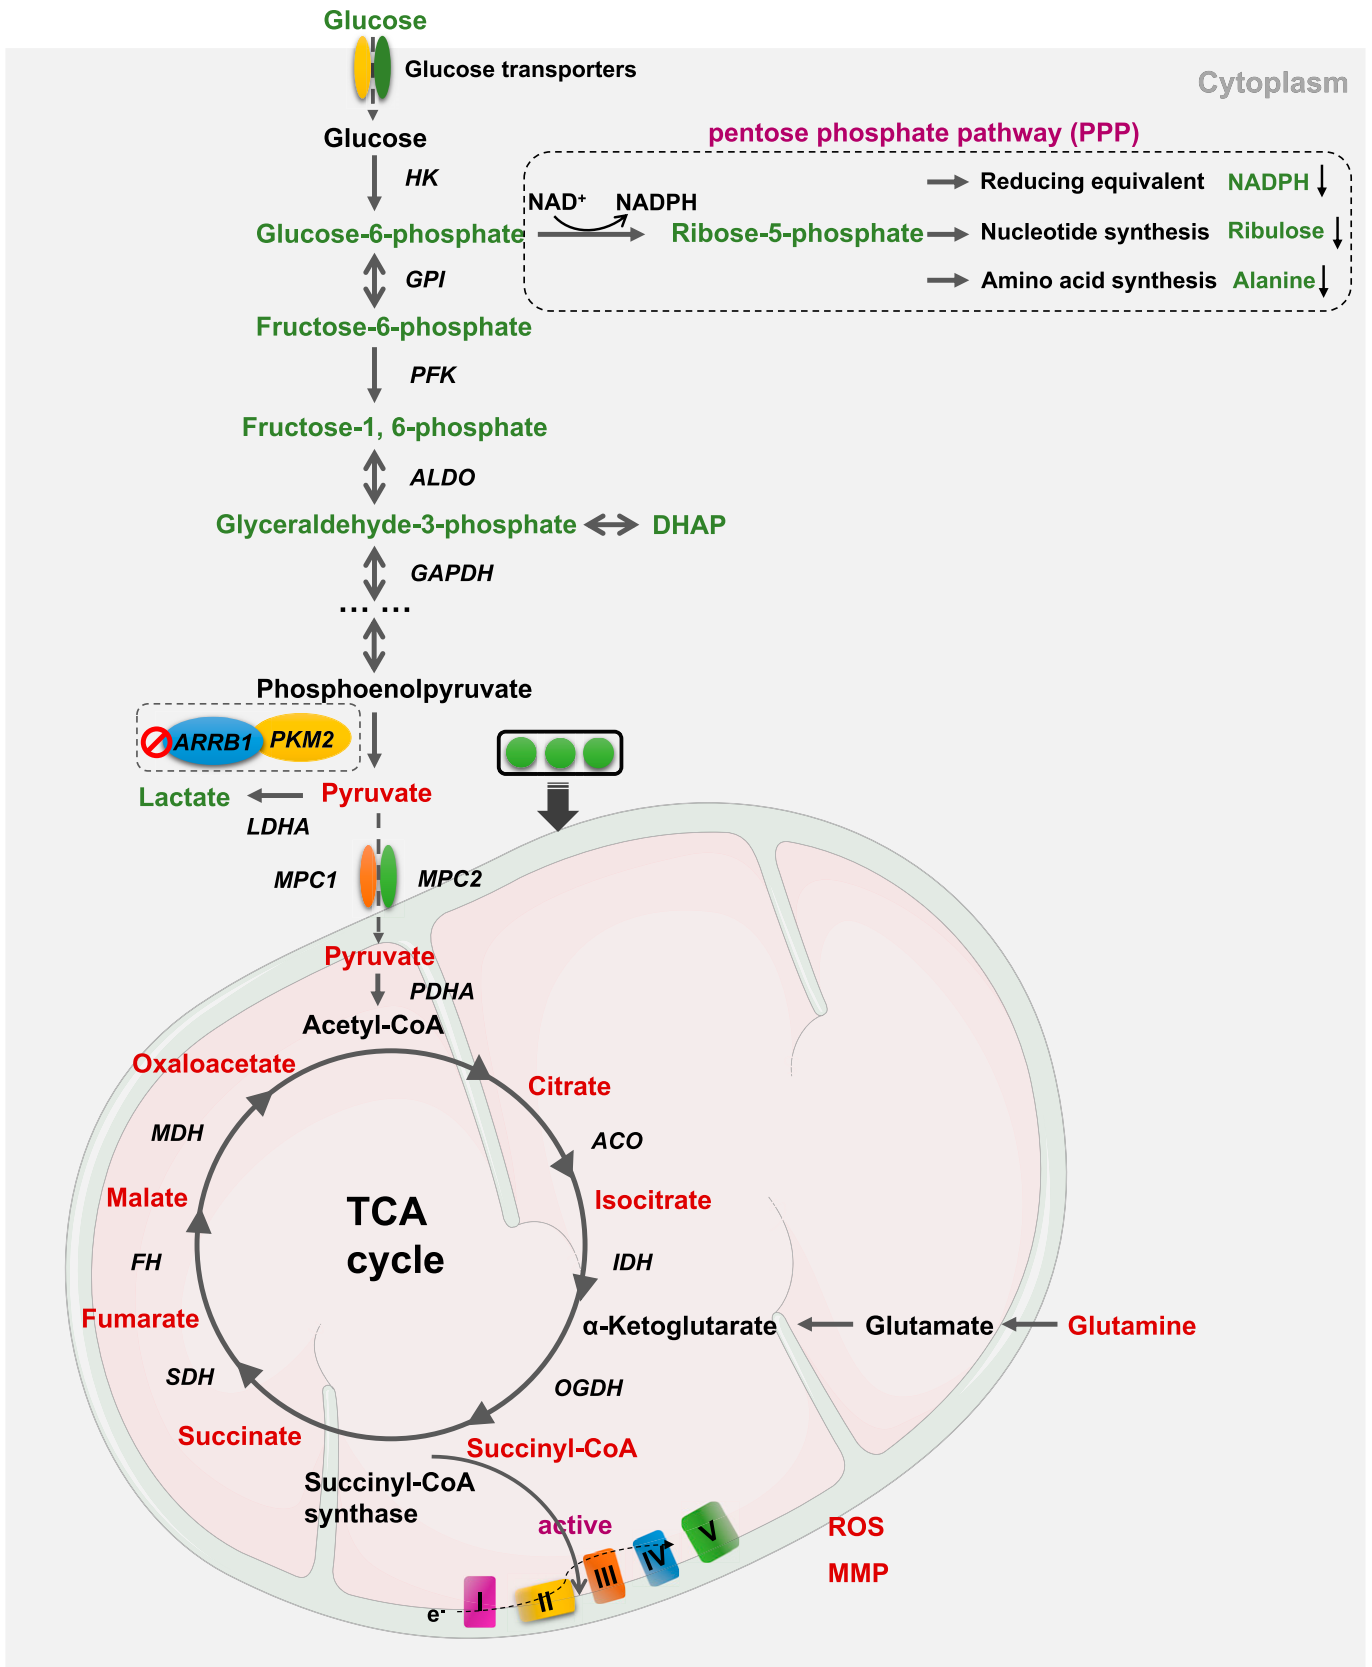 Glucose
Glucose transporters
Cytoplasm
Glucose
pentose phosphate pathway (PPP)
HK
NAD⁺
NADPH
Reducing equivalent NADPH
Glucose-6-phosphate
Ribose-5-phosphate
Nucleotide synthesis Ribulose
GPI
Amino acid synthesis Alanine
Fructose-6-phosphate
PFK
Fructose-1, 6-phosphate
ALDO
Glyceraldehyde-3-phosphate
DHAP
GAPDH
... ...
Phosphoenolpyruvate
ARRB1
PKM2
Lactate
Pyruvate
LDHA
MPC1
MPC2
Pyruvate
PDHA
Acetyl-CoA
Oxaloacetate
Citrate
MDH
ACO
Malate
Isocitrate
TCA
cycle
FH
IDH
Fumarate
α-Ketoglutarate
Glutamate
Glutamine
SDH
OGDH
Succinate
Succinyl-CoA
Succinyl-CoA
synthase
active
ROS
MMP
e-
I
II
III
IV
V